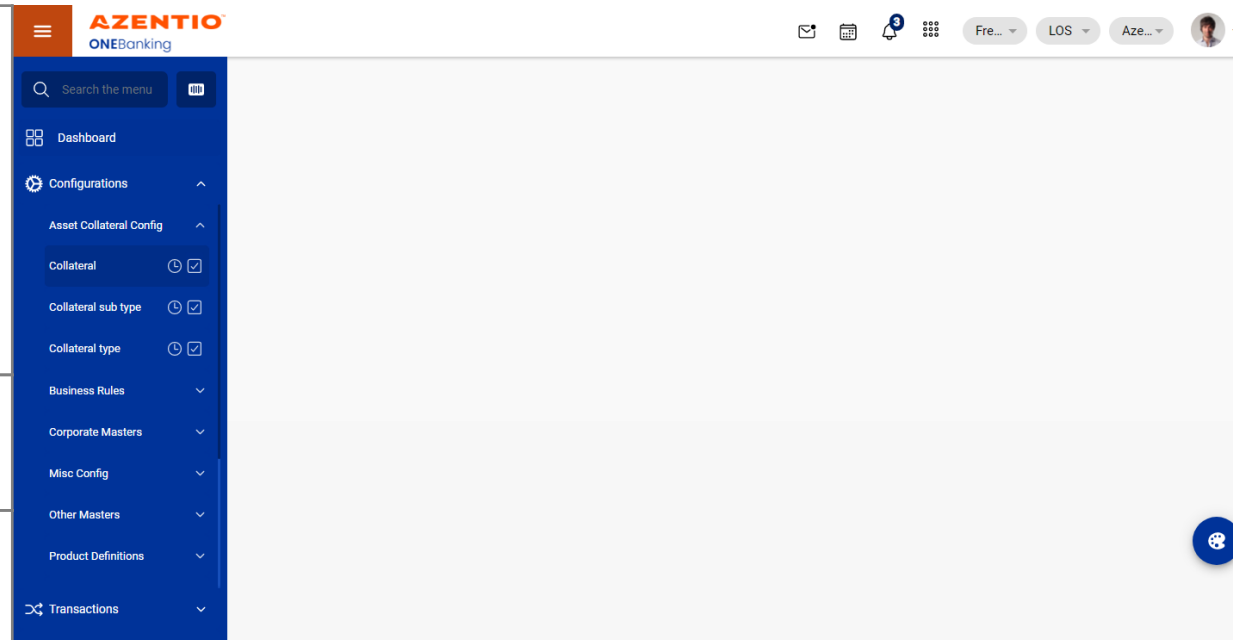 AZENTIO
ONEBanking
3
Fre...
LOS
Aze...
Search the menu
Dashboard
Configurations
Asset Collateral Config
Collateral
Collateral sub type
Collateral type
Business Rules
Corporate Masters
Misc Config
Other Masters
Product Definitions
Transactions